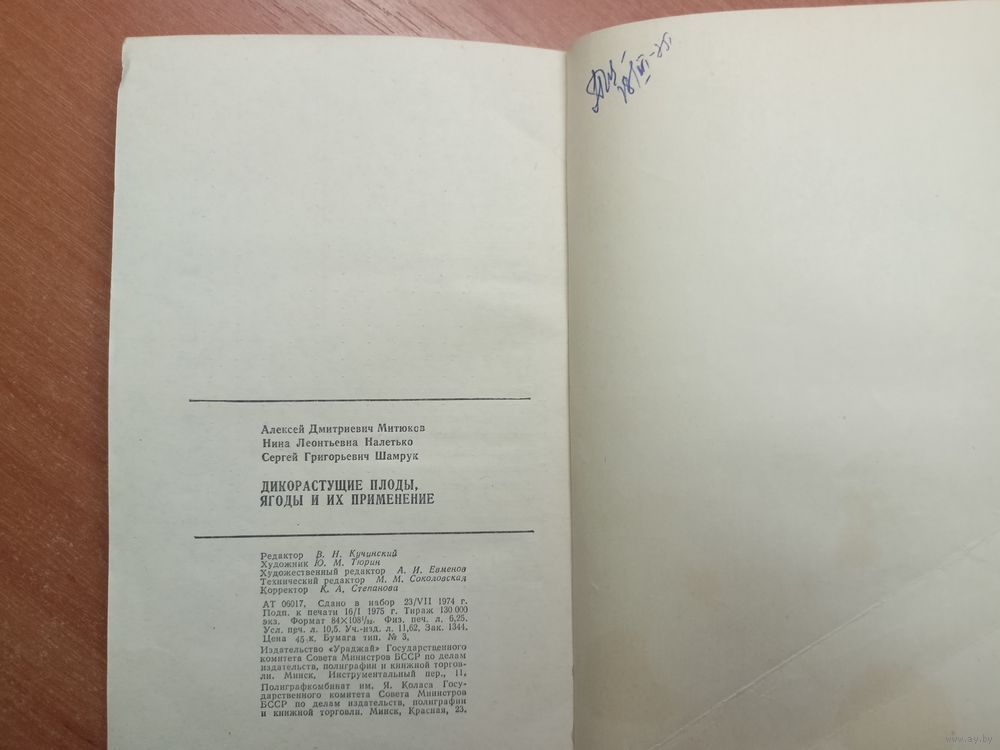 Алексей Дмитриевич Митюков
Нина Леонтьевна Налетько
Сергей Григорьевич Шамрук
ДИКОРАСТУЩИЕ ПЛОДЫ,
ЯГОДЫ И ИХ ПРИМЕНЕНИЕ
Редактор В. Н. Кучинский
Художник Ю. М. Тюрин
Художественный редактор А. И. Евменов
Технический редактор М. М. Соколовская
Корректор К. А. Степанова
АТ 06017. Сдано в набор 23/VII 1974 г.
Подп. к печати 16/I 1975 г. Тираж 130 000
экз. Формат 84×108¹/₃₂. Физ. печ. л. 6,25.
Усл. печ. л. 10,5. Уч.-изд. л. 11,62. Зак. 1344.
Цена 45 к. Бумага тип. № 3.
Издательство «Ураджай» Государственного
комитета Совета Министров БССР по делам
издательств, полиграфии и книжной торгов-
ли. Минск, Инструментальный пер., 11.
Полиграфкомбинат им. Я. Коласа Госу-
дарственного комитета Совета Министров
БССР по делам издательств, полиграфии
и книжной торговли. Минск, Красная, 23.
www.ay.by